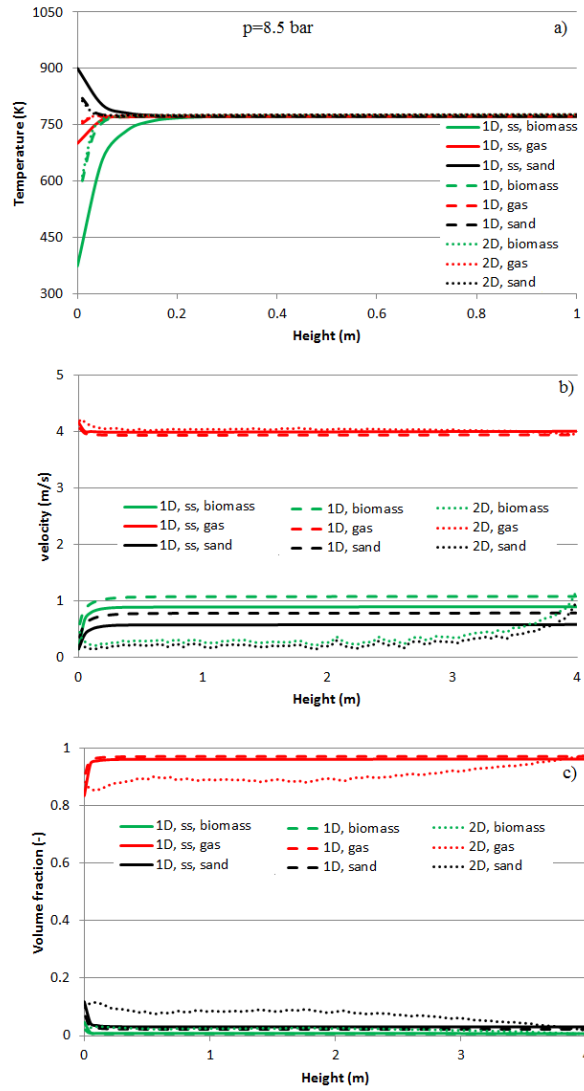 p=8.5 bar
a)
1050
900
750
600
450
300
Temperature (K)
1D, ss, biomass
1D, ss, gas
1D, ss, sand
1D, biomass
1D, gas
1D, sand
2D, biomass
2D, gas
2D, sand
0 0.2 0.4 0.6 0.8 1
Height (m)
b)
5
4
3
2
1
0
velocity (m/s)
1D, ss, biomass 1D, biomass 2D, biomass
1D, ss, gas 1D, gas 2D, gas
1D, ss, sand 1D, sand 2D, sand
0 1 2 3 4
Height (m)
c)
1
0.8
0.6
0.4
0.2
0
Volume fraction (-)
1D, ss, biomass 1D, biomass 2D, biomass
1D, ss, gas 1D, gas 2D, gas
1D, ss, sand 1D, sand 2D, sand
0 1 2 3 4
Height (m)